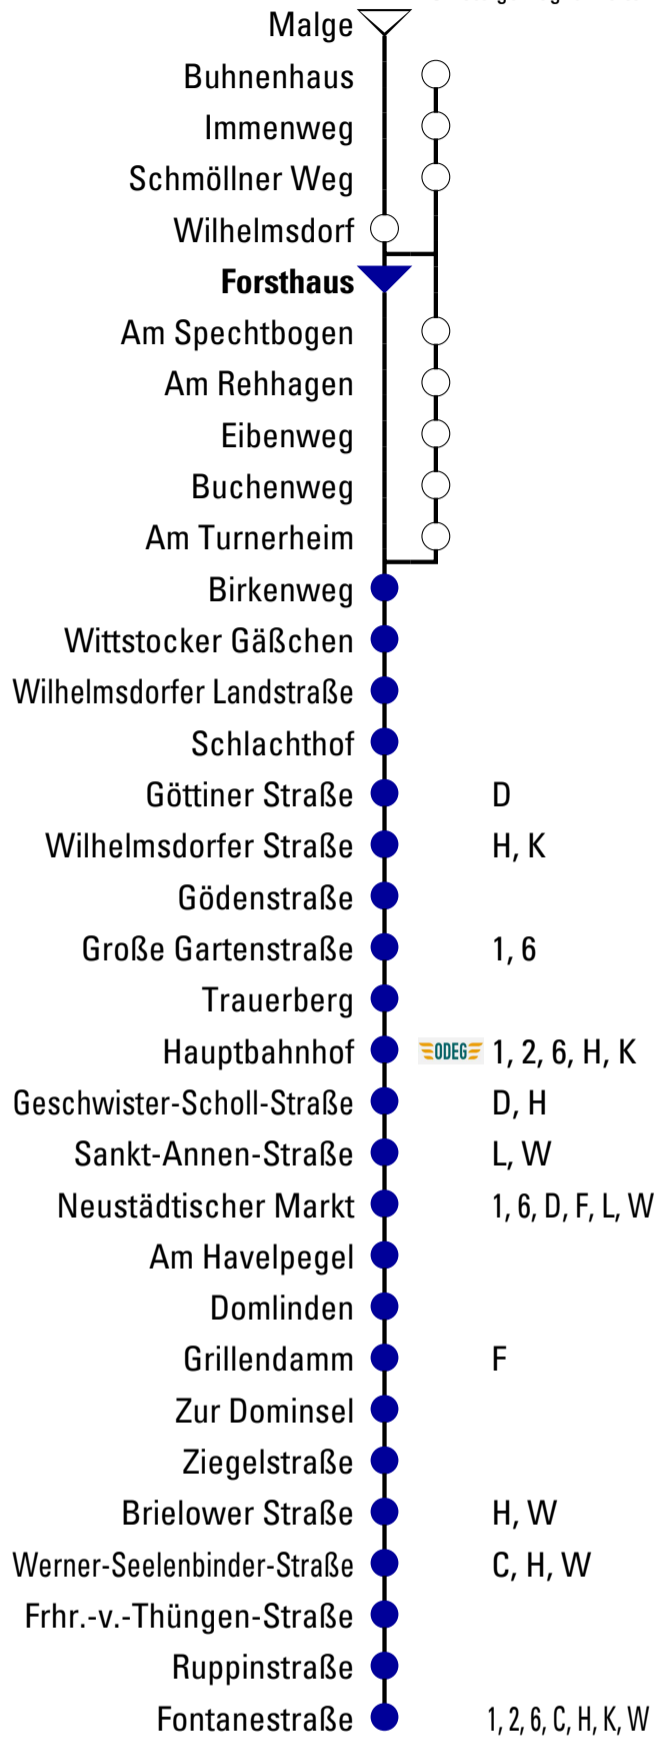 Malge
Buhnenhaus
Immenweg
Schmöllner Weg
Wilhelmsdorf
Forsthaus
Am Spechtbogen
Am Rehhagen
Eibenweg
Buchenweg
Am Turnerheim
Birkenweg
Wittstocker Gäßchen
Wilhelmsdorfer Landstraße
Schlachthof
Göttiner Straße D
Wilhelmsdorfer Straße H, K
Gödenstraße
Große Gartenstraße 1, 6
Trauerberg
Hauptbahnhof ODEG 1, 2, 6, H, K
Geschwister-Scholl-Straße D, H
Sankt-Annen-Straße L, W
Neustädtischer Markt 1, 6, D, F, L, W
Am Havelpegel
Domlinden
Grillendamm F
Zur Dominsel
Ziegelstraße
Brielower Straße H, W
Werner-Seelenbinder-Straße C, H, W
Frhr.-v.-Thüngen-Straße
Ruppinstraße
Fontanestraße 1, 2, 6, C, H, K, W